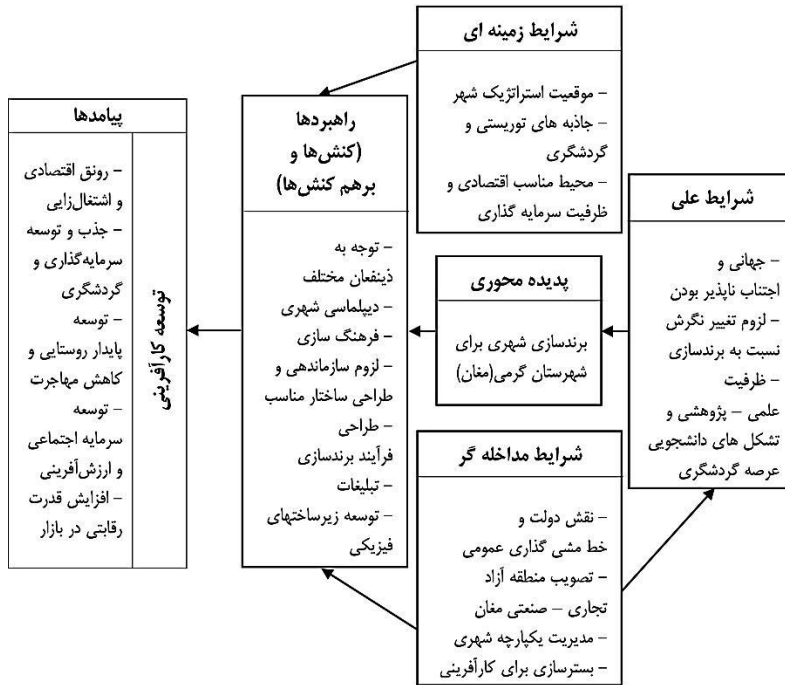 شرایط زمینه ای
– موقعیت استراتژیک شهر
– جاذبه های توریستی و
گردشگری
– محیط مناسب اقتصادی و
ظرفیت سرمایه گذاری
شرایط علی
– جهانی و
اجتناب ناپذیر بودن
– لزوم تغییر نگرش
نسبت به برندسازی
– ظرفیت
علمی – پژوهشی و
تشکل های دانشجویی
عرصه گردشگری
پدیده محوری
برندسازی شهری برای
شهرستان گرمی(مغان)
شرایط مداخله گر
– نقش دولت و
خط مشی گذاری عمومی
– تصویب منطقه آزاد
تجاری – صنعتی مغان
– مدیریت یکپارچه شهری
– بسترسازی برای کارآفرینی
راهبردها
(کنش‌ها و
برهم کنش‌ها)
– توجه به
ذینفعان مختلف
– دیپلماسی شهری
– فرهنگ سازی
– لزوم سازماندهی و
طراحی ساختار مناسب
– طراحی
فرآیند برندسازی
– تبلیغات
– توسعه زیرساختهای
فیزیکی
پیامدها
توسعه کارآفرینی
– رونق اقتصادی
و اشتغال‌زایی
– جذب و توسعه
سرمایه‌گذاری و
گردشگری
– توسعه
پایدار روستایی و
کاهش مهاجرت
– توسعه
سرمایه اجتماعی
و ارزش‌آفرینی
– افزایش قدرت
رقابتی در بازار